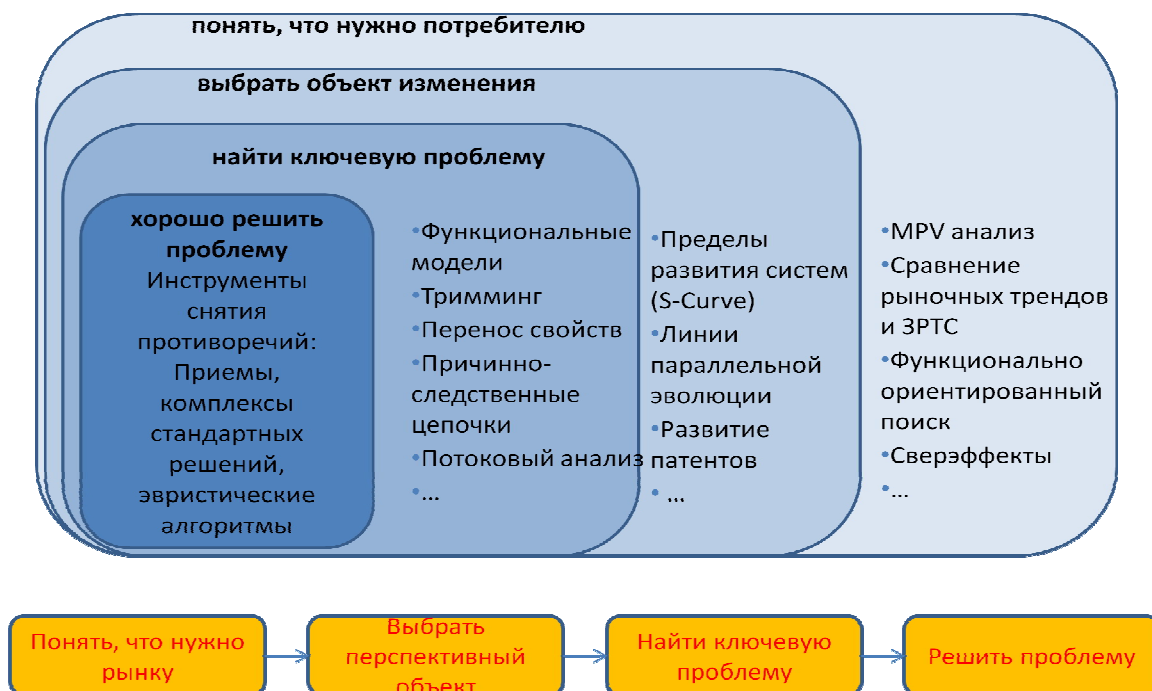 понять, что нужно потребителю
выбрать объект изменения
найти ключевую проблему
хорошо решить
проблему
Инструменты
снятия
противоречий:
Приемы,
комплексы
стандартных
решений,
эвристические
алгоритмы
•Функциональные
модели
•Тримминг
•Перенос свойств
•Причинно-
следственные
цепочки
•Потоковый анализ
•...
•Пределы
развития систем
(S-Curve)
•Линии
параллельной
эволюции
•Развитие
патентов
• ...
•MPV анализ
•Сравнение
рыночных трендов
и ЗРТС
•Функционально
ориентированный
поиск
•Сверэффекты
•...
Понять, что нужно
рынку
Выбрать
перспективный
объект
Найти ключевую
проблему
Решить проблему